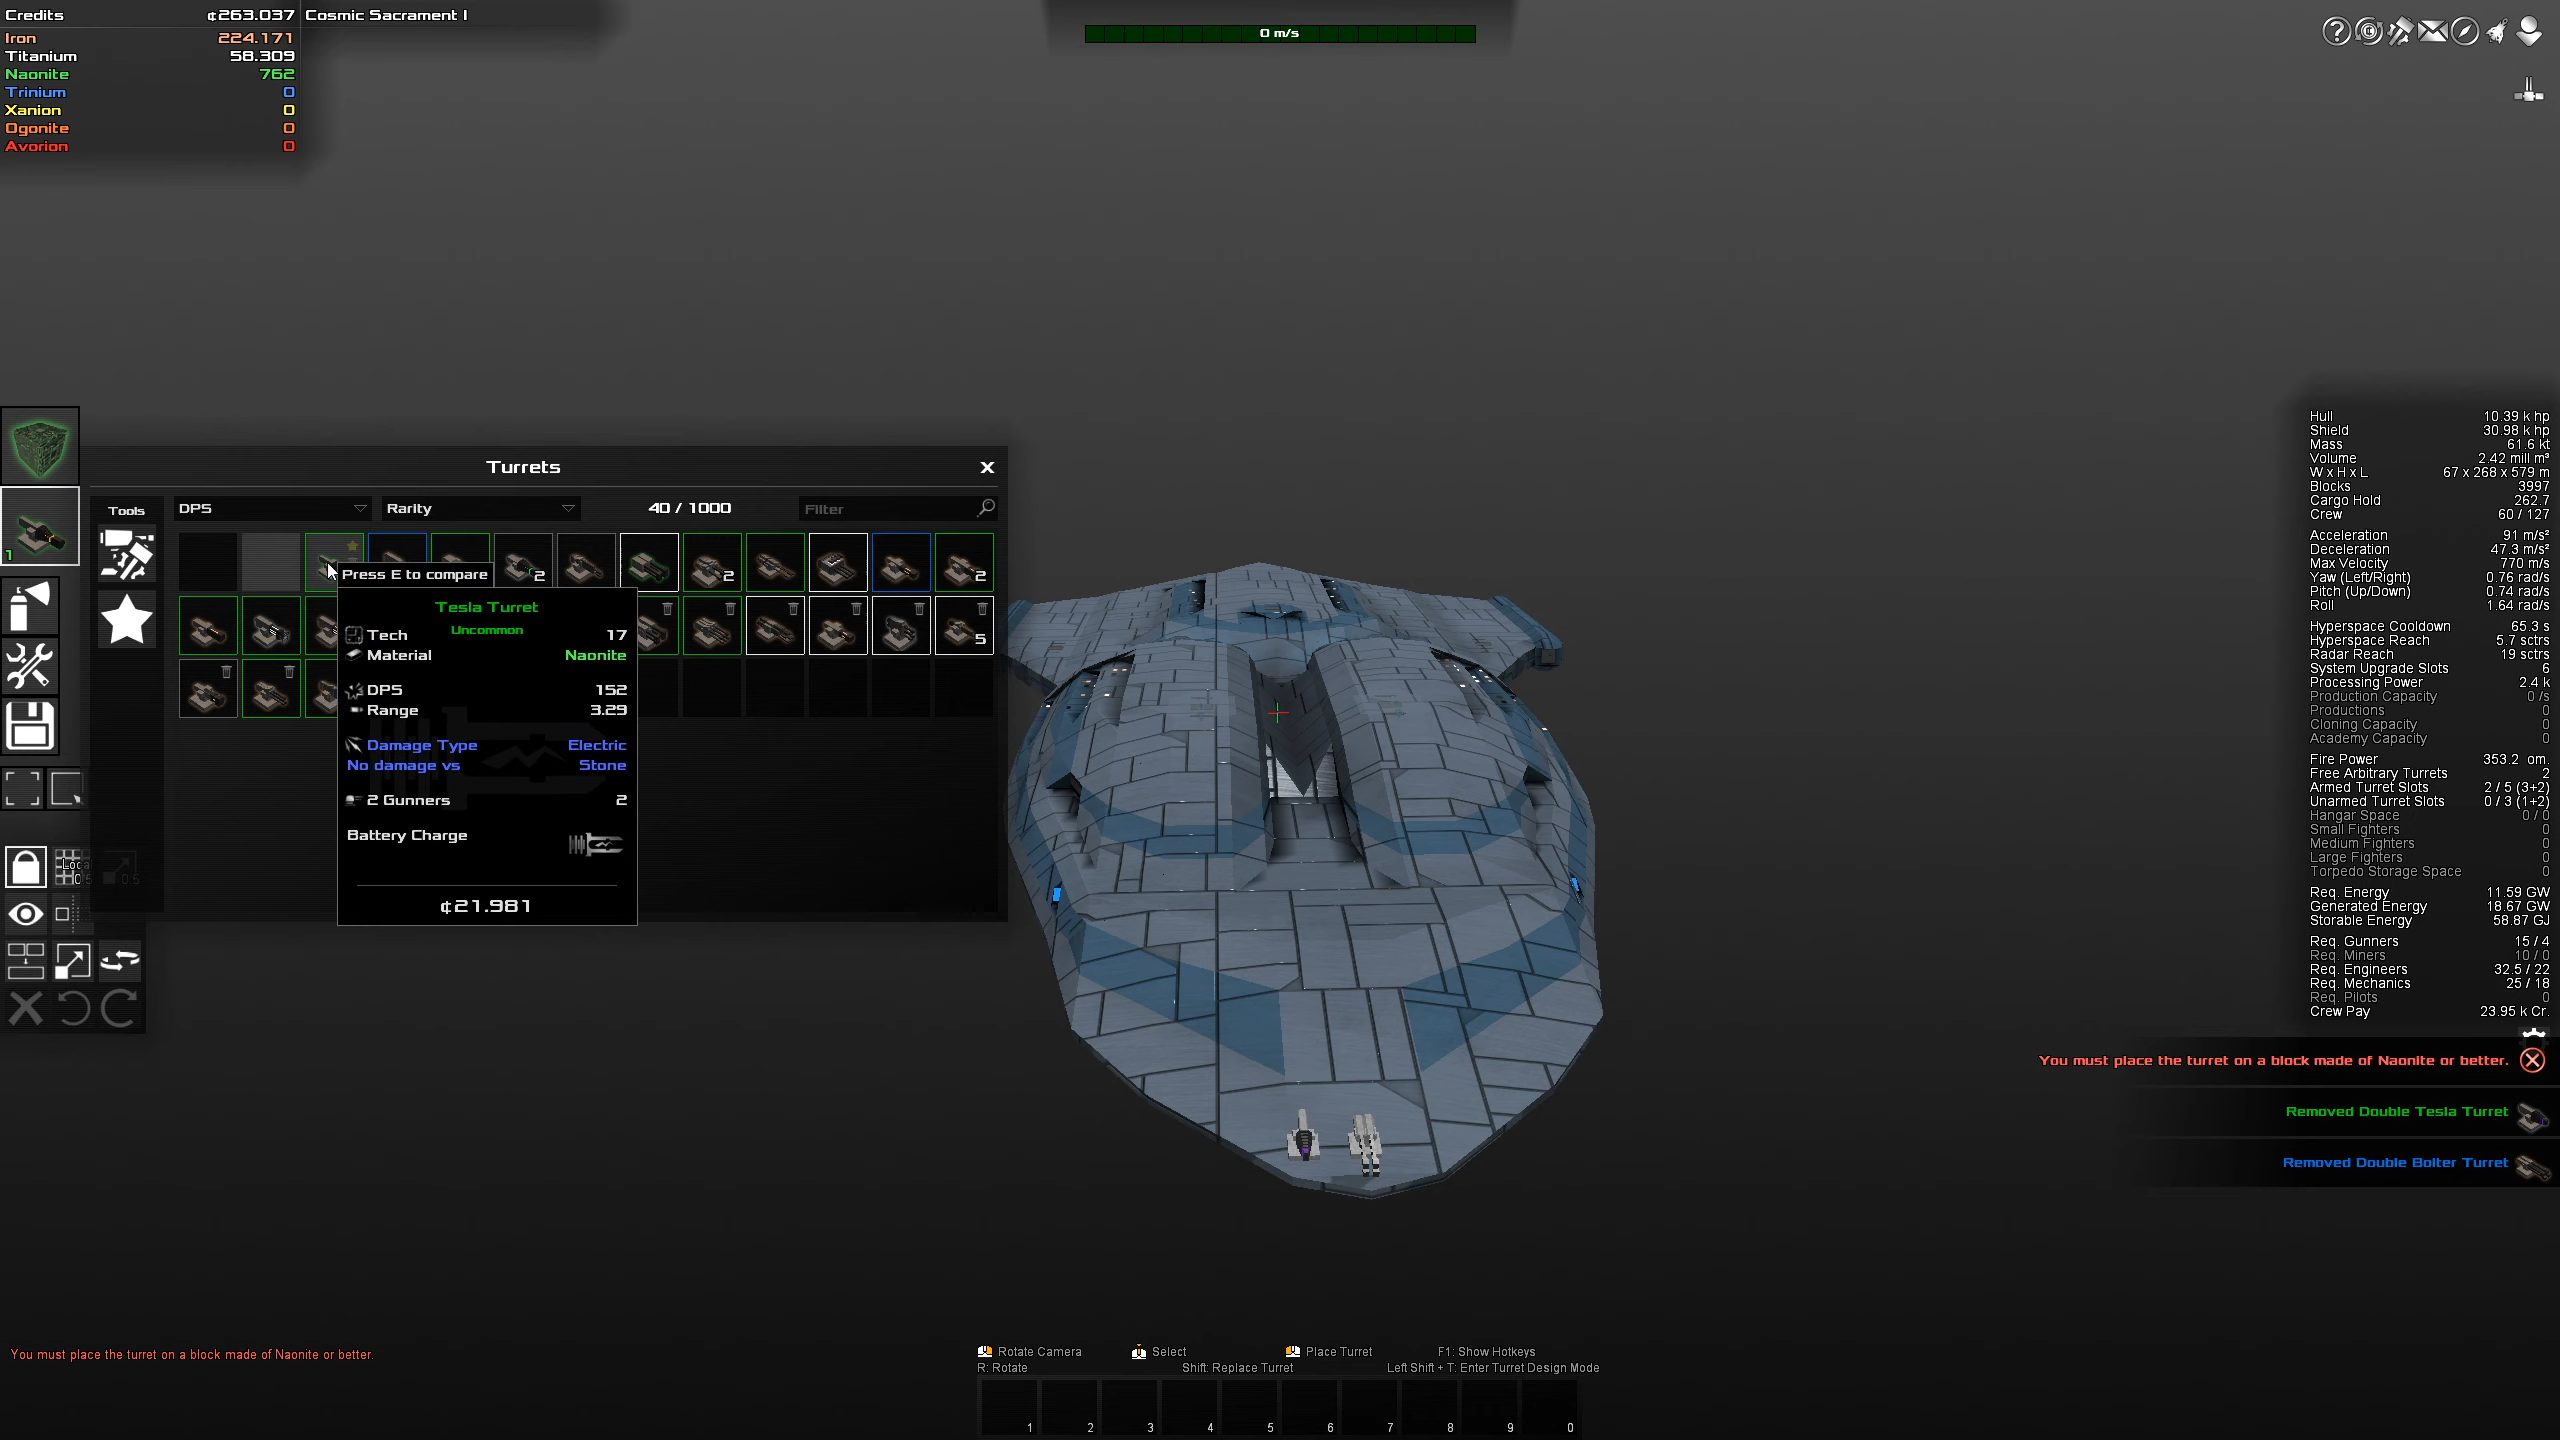 Credits ¢263.037 Cosmic Sacrament I
Iron 224.171
Titanium 58.309
Naonite 762
Trinium 0
Xanion 0
Ogonite 0
Avorion 0
0 m/s
Turrets X
Tools
DPS Rarity 40 / 1000 Filter
1
Press E to compare
2
2
2
5
Tesla Turret
Uncommon
Tech 17
Material Naonite
DPS 152
Range 3.29
Damage Type Electric
No damage vs Stone
2 Gunners 2
Battery Charge
¢21.981
Hull 10.39 k hp
Shield 30.98 k hp
Mass 61.6 kt
Volume 2.42 mill m³
W x H x L 67 x 268 x 579 m
Blocks 3997
Cargo Hold 262.7
Crew 60 / 127
Acceleration 91 m/s²
Deceleration 47.3 m/s²
Max Velocity 770 m/s
Yaw (Left/Right) 0.76 rad/s
Pitch (Up/Down) 0.74 rad/s
Roll 1.64 rad/s
Hyperspace Cooldown 65.3 s
Hyperspace Reach 5.7 sctrs
Radar Reach 19 sctrs
System Upgrade Slots 6
Processing Power 2.4 k
Production Capacity 0 /s
Productions 0
Cloning Capacity 0
Academy Capacity 0
Fire Power 353.2 om.
Free Arbitrary Turrets 2
Armed Turret Slots 2 / 5 (3+2)
Unarmed Turret Slots 0 / 3 (1+2)
Hangar Space 0 / 0
Small Fighters 0
Medium Fighters 0
Large Fighters 0
Torpedo Storage Space 0
Req. Energy 11.59 GW
Generated Energy 18.67 GW
Storable Energy 58.87 GJ
Req. Gunners 15 / 4
Req. Miners 10 / 0
Req. Engineers 32.5 / 22
Req. Mechanics 25 / 18
Req. Pilots 0
Crew Pay 23.95 k Cr.
You must place the turret on a block made of Naonite or better.
Removed Double Tesla Turret
Removed Double Bolter Turret
You must place the turret on a block made of Naonite or better.
Rotate Camera Select Place Turret F1: Show Hotkeys
R: Rotate Shift: Replace Turret Left Shift + T: Enter Turret Design Mode
1 2 3 4 5 6 7 8 9 0